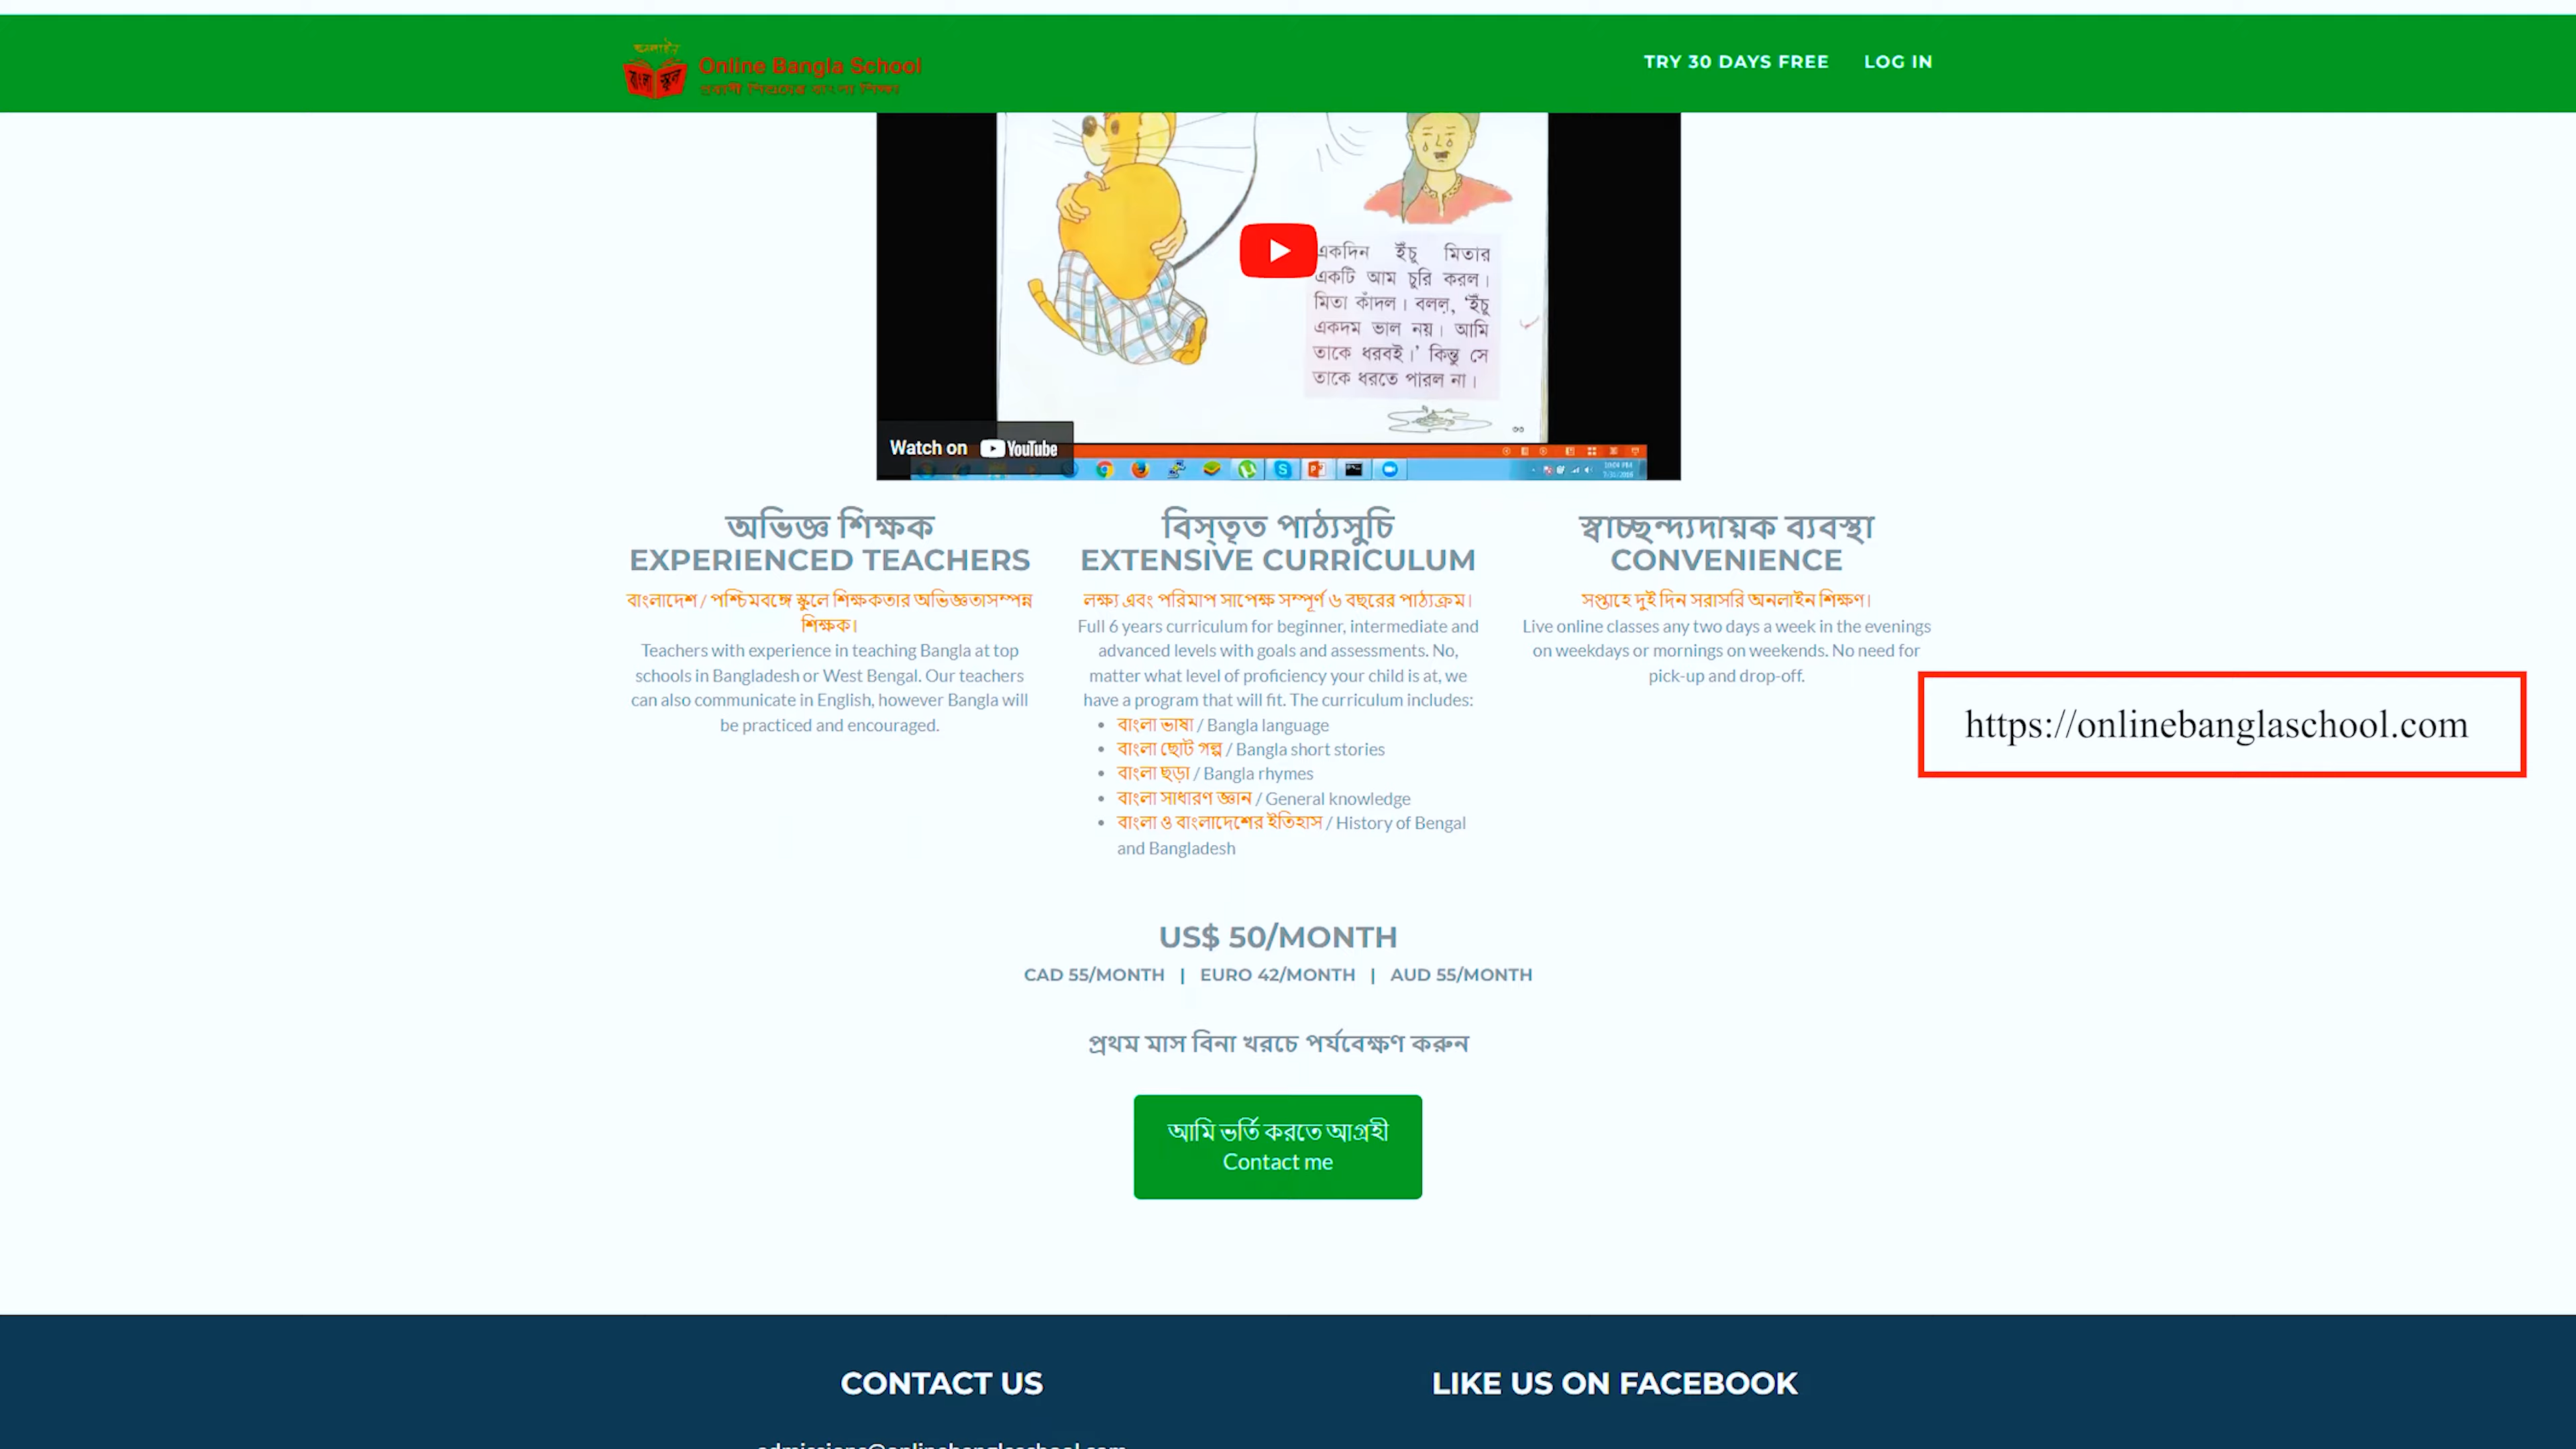 অনলাইন
বাংলা স্কুল
Online Bangla School
প্রবাসী শিশুদের বাংলা শিক্ষা
TRY 30 DAYS FREE LOG IN
একদিন ইঁচু মিতার
একটি আম চুরি করল।
মিতা কাঁদল। বলল, ‘ইঁচু
একদম ভাল নয়। আমি
তাকে ধরবই।’ কিন্তু সে
তাকে ধরতে পারল না।
৩৩
Watch on YouTube
10:04 PM
অভিজ্ঞ শিক্ষক
EXPERIENCED TEACHERS
বাংলাদেশ / পশ্চিমবঙ্গে স্কুলে শিক্ষকতার অভিজ্ঞতাসম্পন্ন
শিক্ষক।
Teachers with experience in teaching Bangla at top
schools in Bangladesh or West Bengal. Our teachers
can also communicate in English, however Bangla will
be practiced and encouraged.
বিস্তৃত পাঠ্যসুচি
EXTENSIVE CURRICULUM
লক্ষ্য এবং পরিমাপ সাপেক্ষ সম্পূর্ণ ৬ বছরের পাঠ্যক্রম।
Full 6 years curriculum for beginner, intermediate and
advanced levels with goals and assessments. No,
matter what level of proficiency your child is at, we
have a program that will fit. The curriculum includes:
• বাংলা ভাষা / Bangla language
• বাংলা ছোট গল্প / Bangla short stories
• বাংলা ছড়া / Bangla rhymes
• বাংলা সাধারণ জ্ঞান / General knowledge
• বাংলা ও বাংলাদেশের ইতিহাস / History of Bengal
and Bangladesh
স্বাচ্ছন্দ্যদায়ক ব্যবস্থা
CONVENIENCE
সপ্তাহে দুই দিন সরাসরি অনলাইন শিক্ষণ।
Live online classes any two days a week in the evenings
on weekdays or mornings on weekends. No need for
pick-up and drop-off.
https://onlinebanglaschool.com
US$ 50/MONTH
CAD 55/MONTH | EURO 42/MONTH | AUD 55/MONTH
প্রথম মাস বিনা খরচে পর্যবেক্ষণ করুন
আমি ভর্তি করতে আগ্রহী
Contact me
CONTACT US
LIKE US ON FACEBOOK
admissions@onlinebanglaschool.com